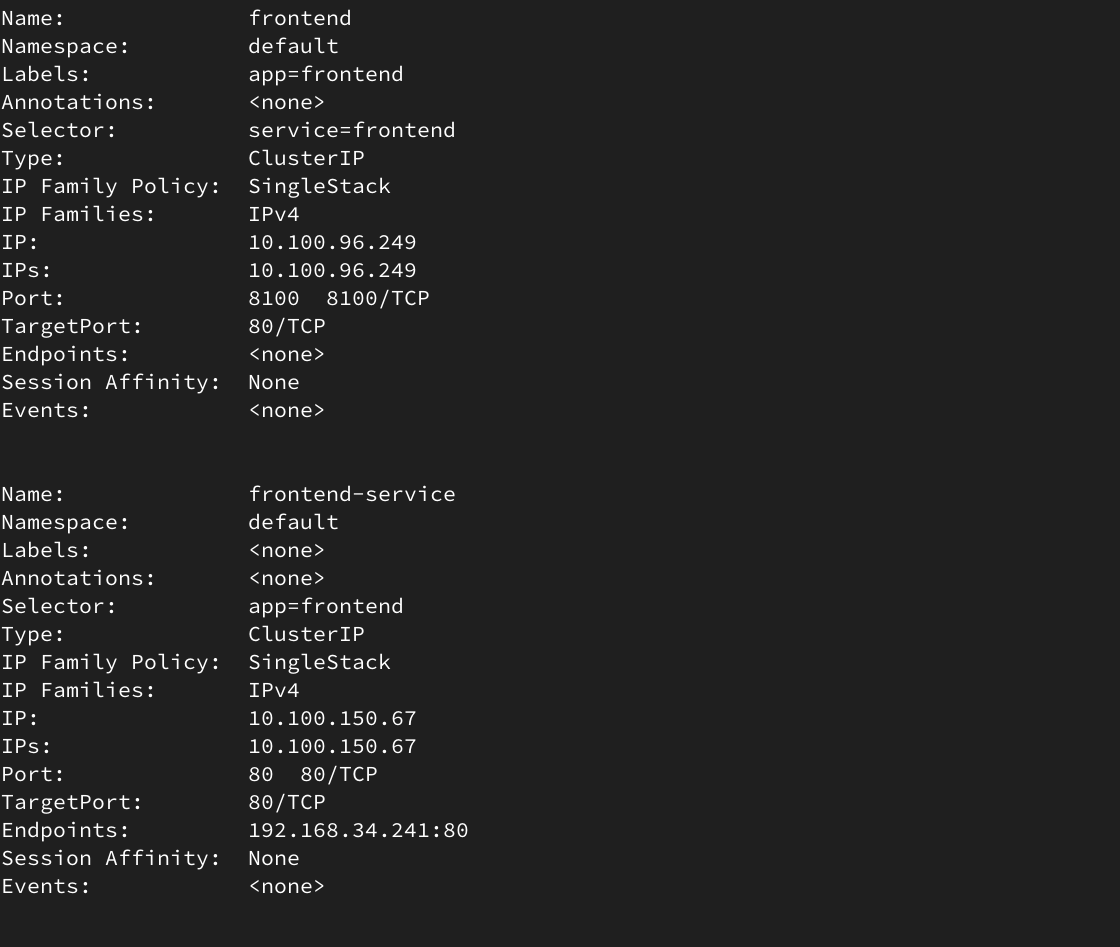 Name:              frontend
Namespace:         default
Labels:            app=frontend
Annotations:       <none>
Selector:          service=frontend
Type:              ClusterIP
IP Family Policy:  SingleStack
IP Families:       IPv4
IP:                10.100.96.249
IPs:               10.100.96.249
Port:              8100  8100/TCP
TargetPort:        80/TCP
Endpoints:         <none>
Session Affinity:  None
Events:            <none>
Name:              frontend-service
Namespace:         default
Labels:            <none>
Annotations:       <none>
Selector:          app=frontend
Type:              ClusterIP
IP Family Policy:  SingleStack
IP Families:       IPv4
IP:                10.100.150.67
IPs:               10.100.150.67
Port:              80  80/TCP
TargetPort:        80/TCP
Endpoints:         192.168.34.241:80
Session Affinity:  None
Events:            <none>